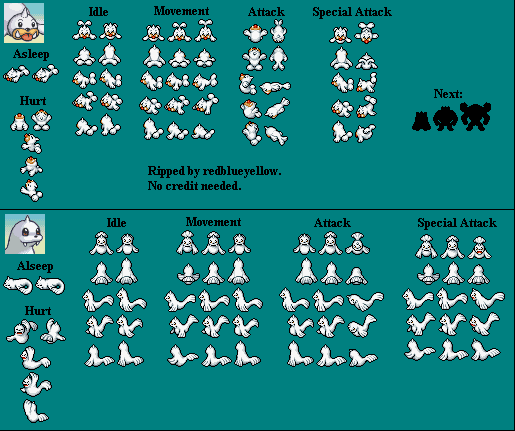 Idle
Movement
Attack
Special Attack
Asleep
Hurt
Next:
Ripped by redblueyellow.
No credit needed.
Idle
Movement
Attack
Special Attack
Alseep
Hurt